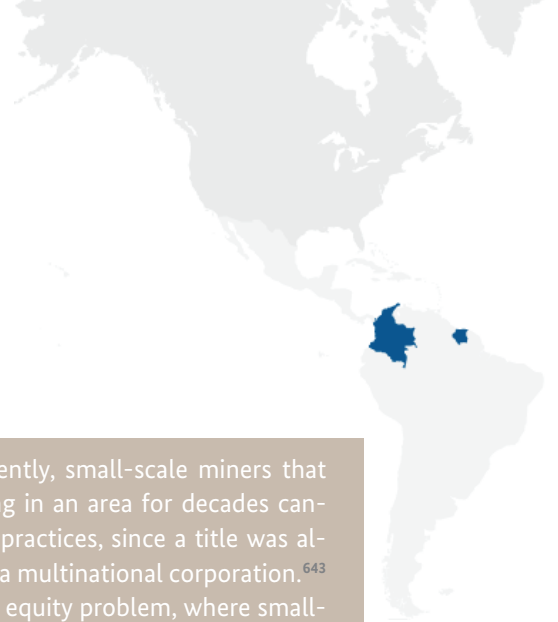 ently, small-scale miners that
g in an area for decades can-
practices, since a title was al-
a multinational corporation.643
equity problem, where small-